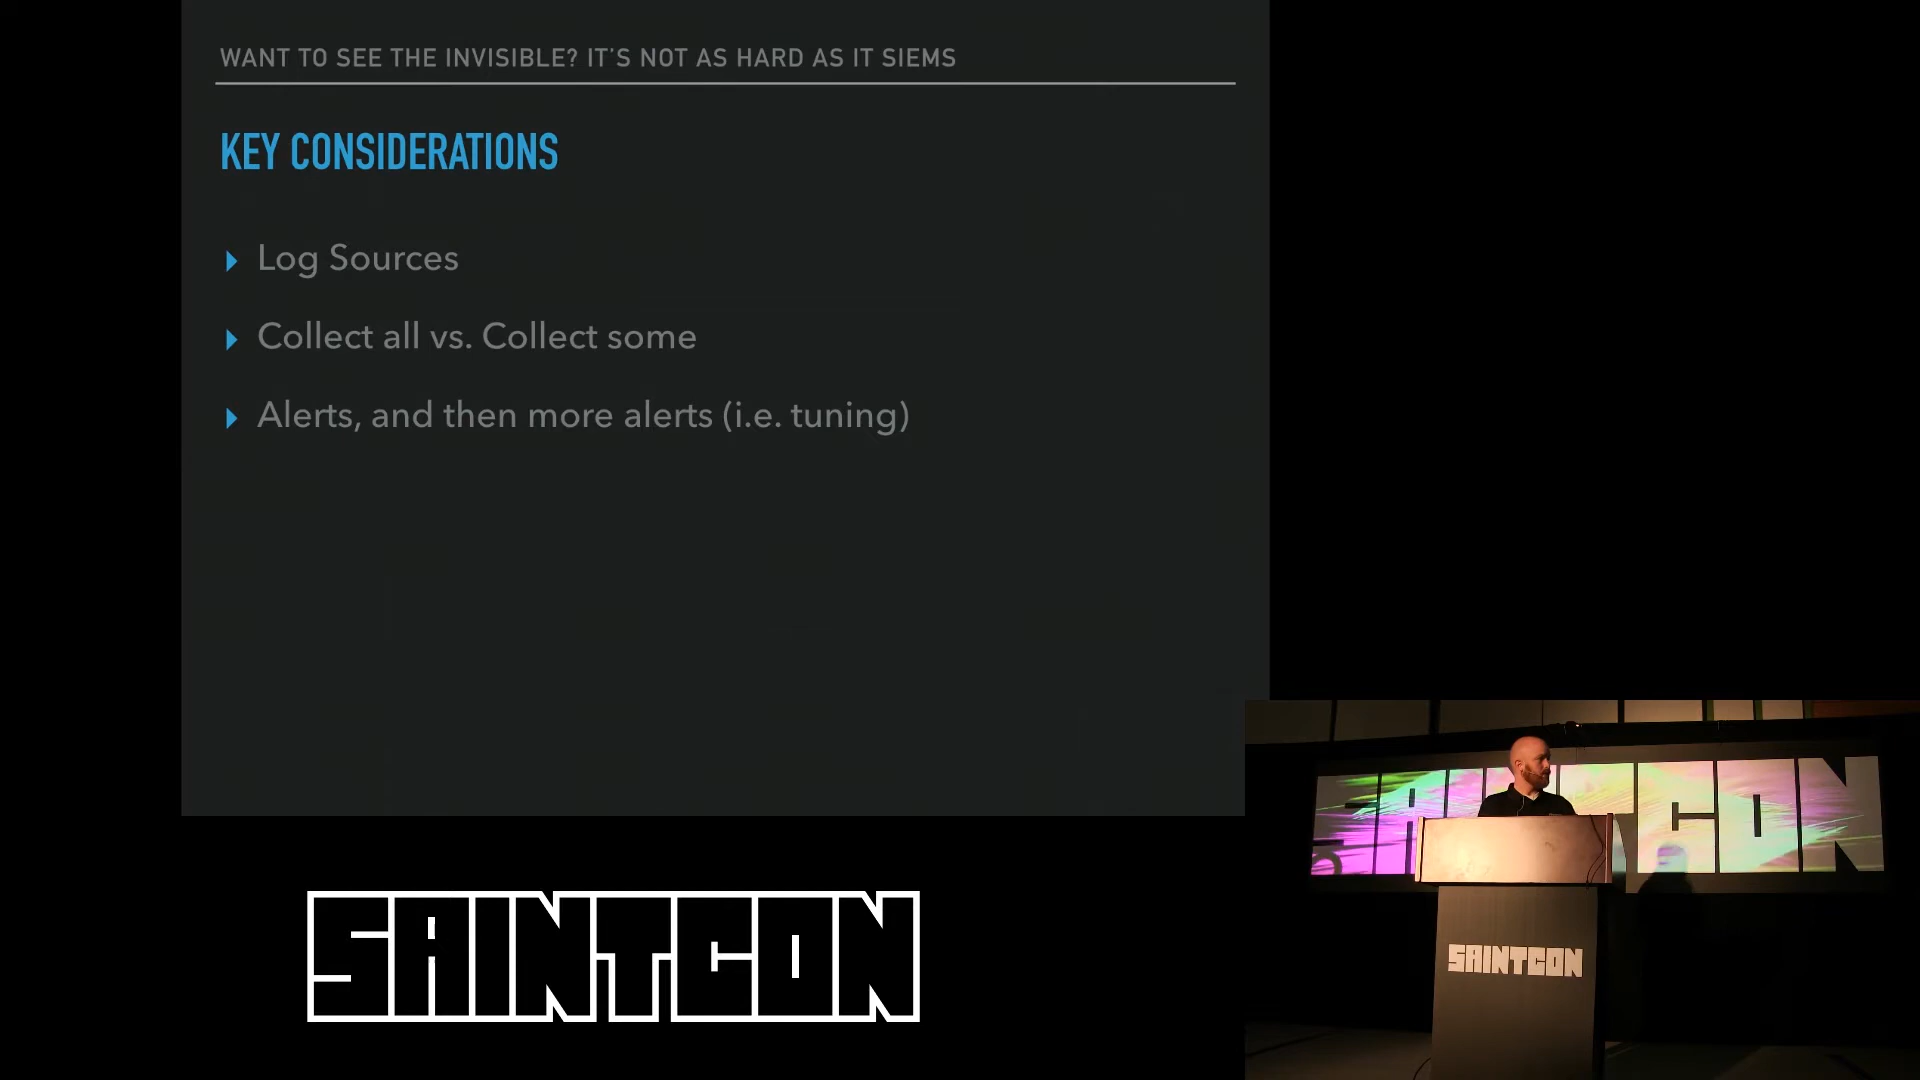 WANT TO SEE THE INVISIBLE? IT'S NOT AS HARD AS IT SIEMS
KEY CONSIDERATIONS
Log Sources
Collect all vs. Collect some
Alerts, and then more alerts (i.e. tuning)
SAINTCON
SAINTCON
SAINTCON